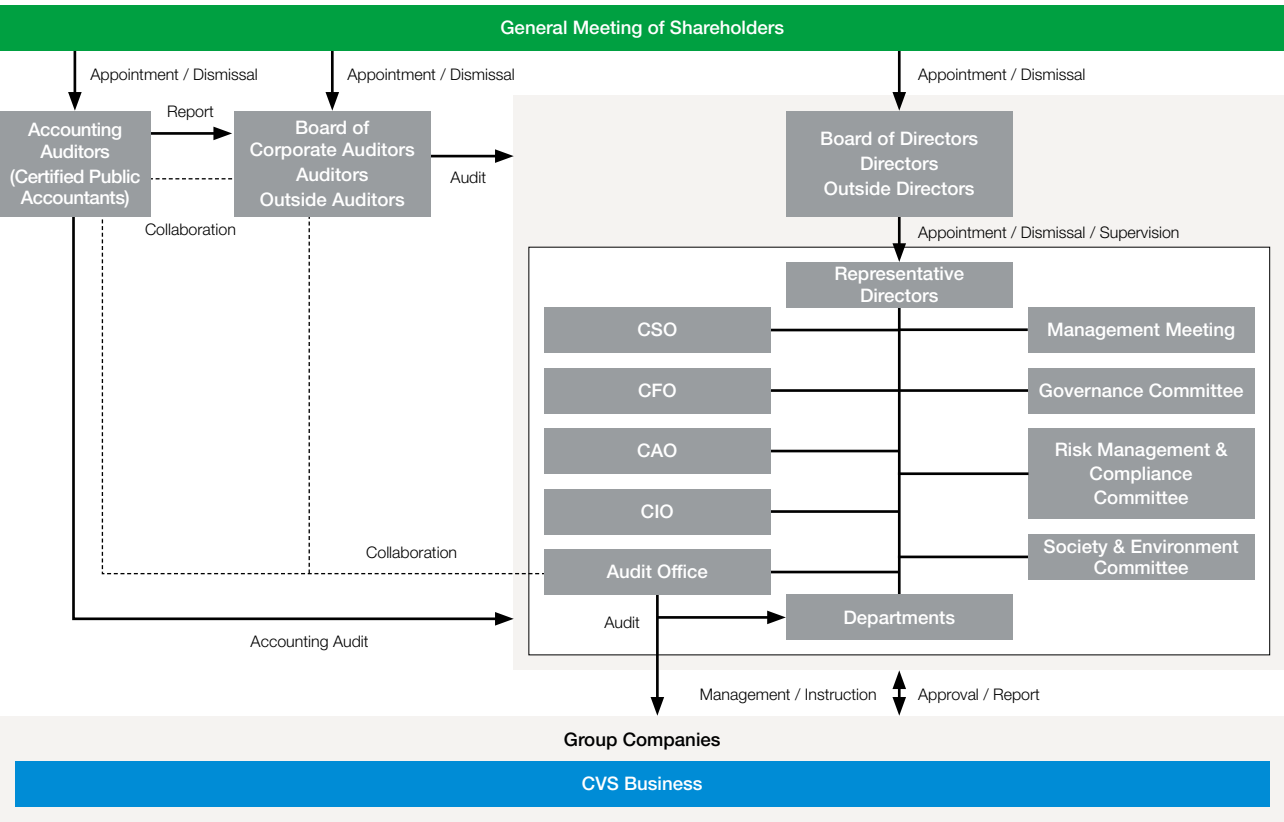 General Meeting of Shareholders
Appointment / Dismissal
Appointment / Dismissal
Appointment / Dismissal
Report
Accounting
Auditors
(Certified Public
Accountants)
Board of
Corporate Auditors
Auditors
Outside Auditors
Audit
Board of Directors
Directors
Outside Directors
Collaboration
Appointment / Dismissal / Supervision
Representative
Directors
CSO
Management Meeting
CFO
Governance Committee
CAO
Risk Management &
Compliance
Committee
CIO
Collaboration
Audit Office
Society & Environment
Committee
Audit
Departments
Accounting Audit
Management / Instruction
Approval / Report
Group Companies
CVS Business